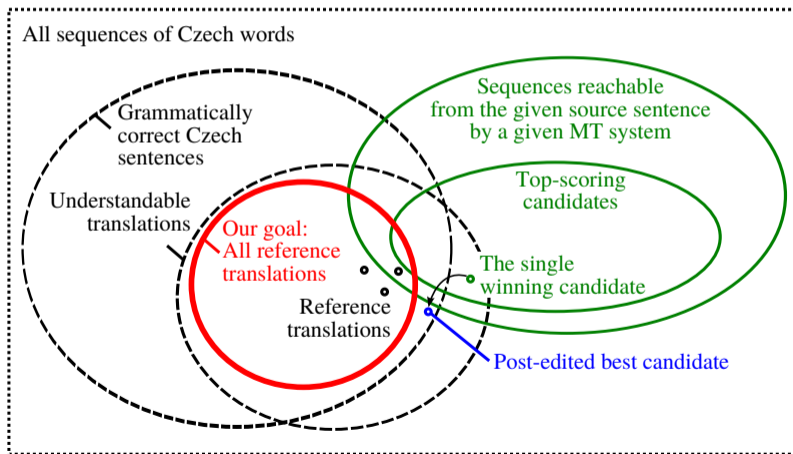 All sequences of Czech words
Grammatically
correct Czech
sentences
Understandable
translations
Our goal:
All reference
translations
Reference
translations
Sequences reachable
from the given source sentence
by a given MT system
Top-scoring
candidates
The single
winning candidate
Post-edited best candidate